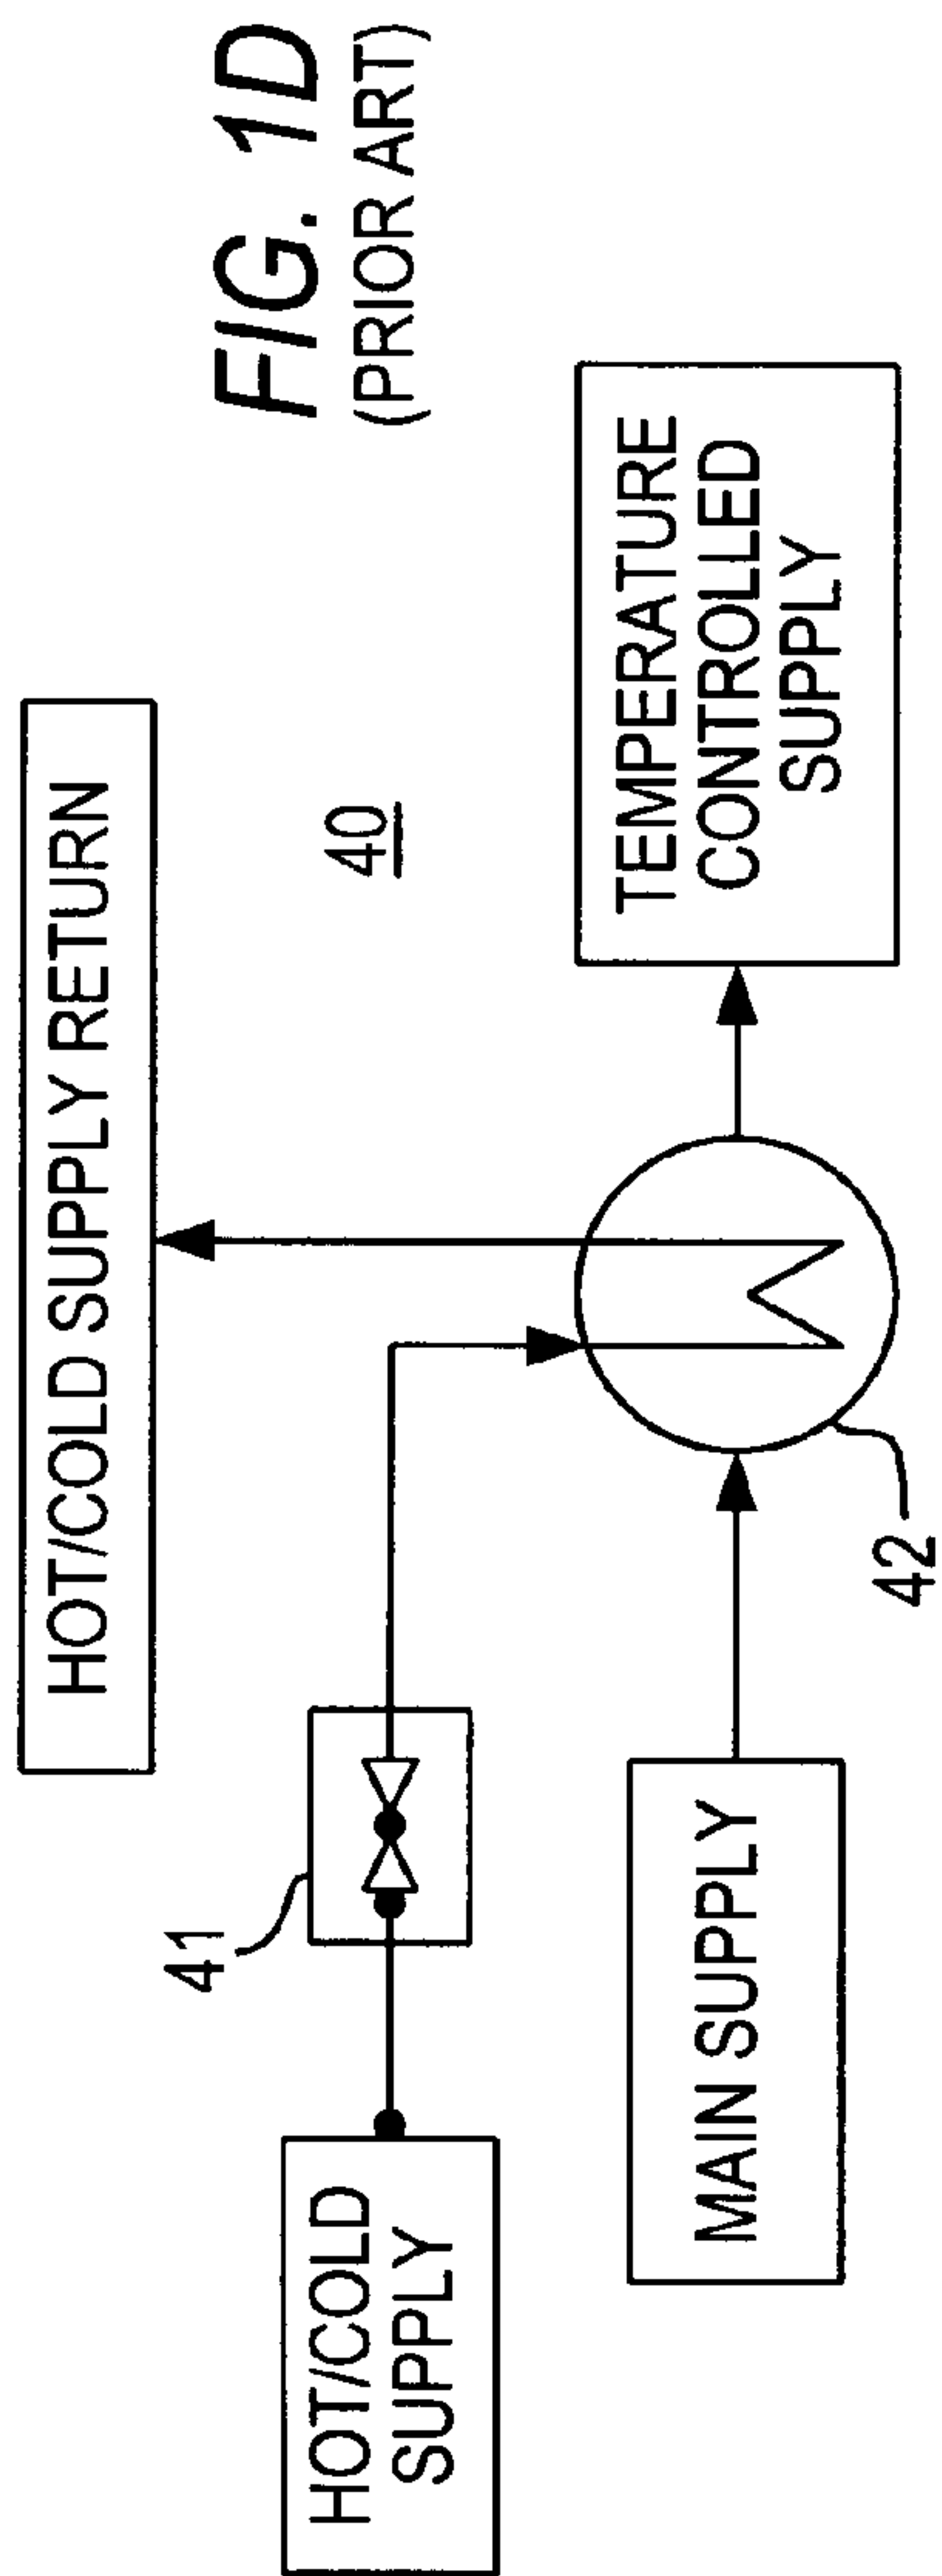 FIG. 1D
(PRIOR ART)
HOT/COLD SUPPLY RETURN
40
41
HOT/COLD
SUPPLY
TEMPERATURE
CONTROLLED
SUPPLY
MAIN SUPPLY
42